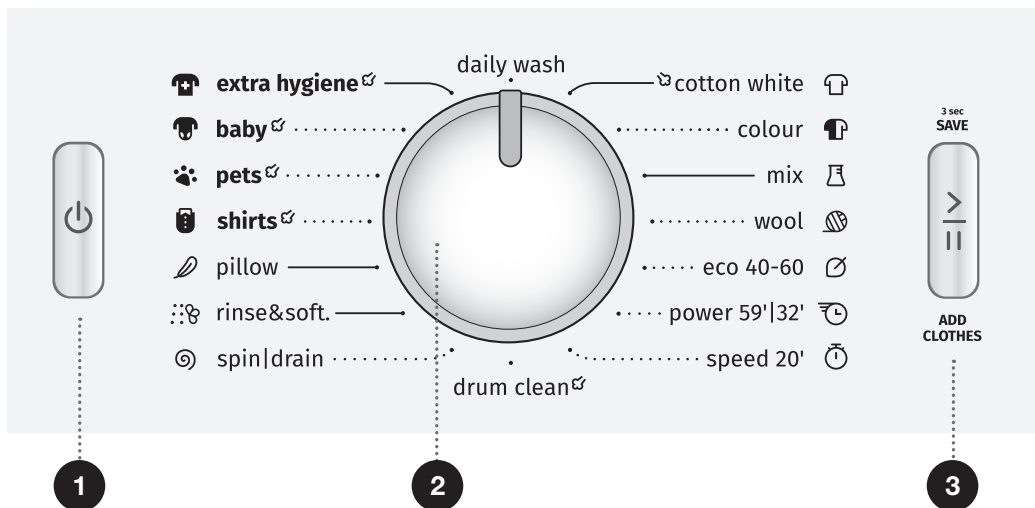 daily wash
extra hygiene
baby
pets
shirts
pillow
rinse&soft.
spin|drain
cotton white
colour
mix
wool
eco 40-60
power 59'|32'
speed 20'
drum clean
3 sec
SAVE
ADD
CLOTHES
1
2
3